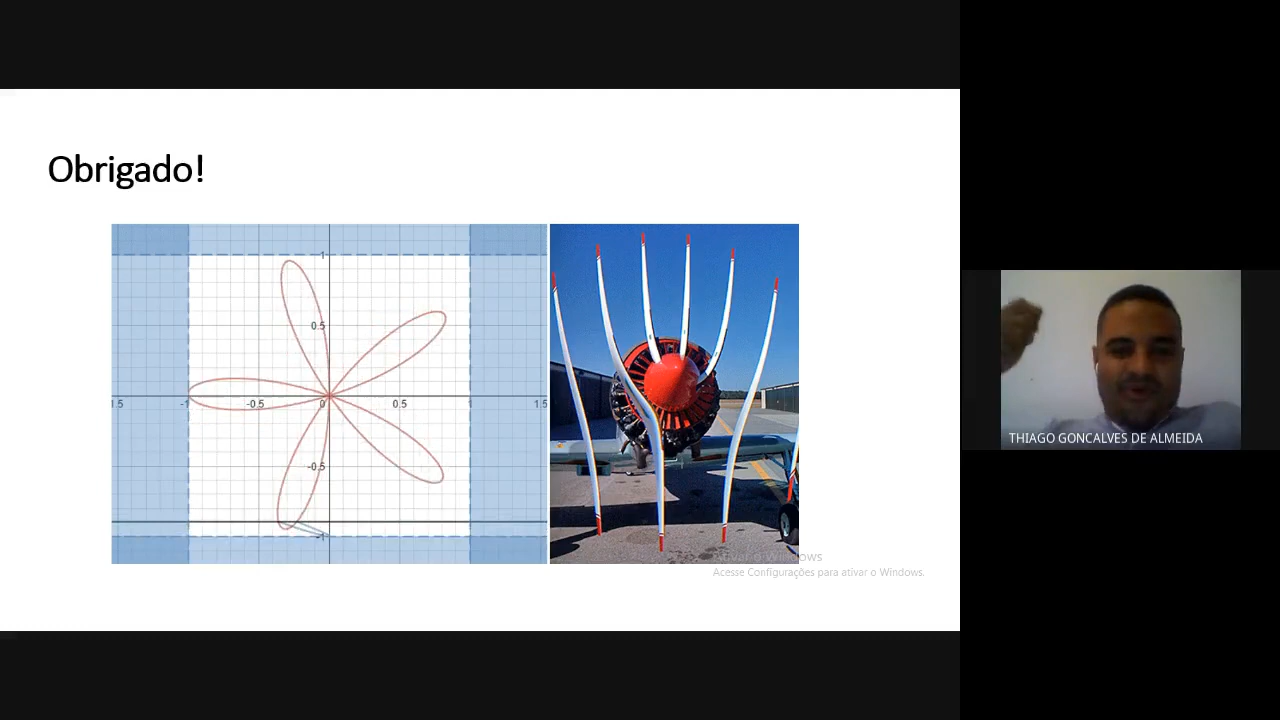 Obrigado!
1
0.5
1.5
-1
-0.5
0
0.5
1
1.5
-0.5
-1
Ativar o Windows
Acesse Configurações para ativar o Windows.
THIAGO GONCALVES DE ALMEIDA